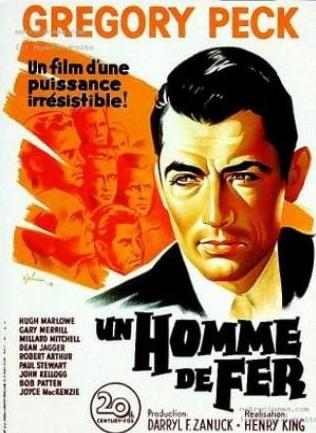 GREGORY PECK
Un film d'une
puissance
irrésistible!
HUGH MARLOWE
GARY MERRILL
MILLARD MITCHELL
DEAN JAGGER
ROBERT ARTHUR
PAUL STEWART
JOHN KELLOGG
BOB PATTEN
JOYCE MacKENZIE
UN HOMME
DE FER
20th
CENTURY-FOX
Production:
DARRYL F. ZANUCK -
Réalisation:
HENRY KING